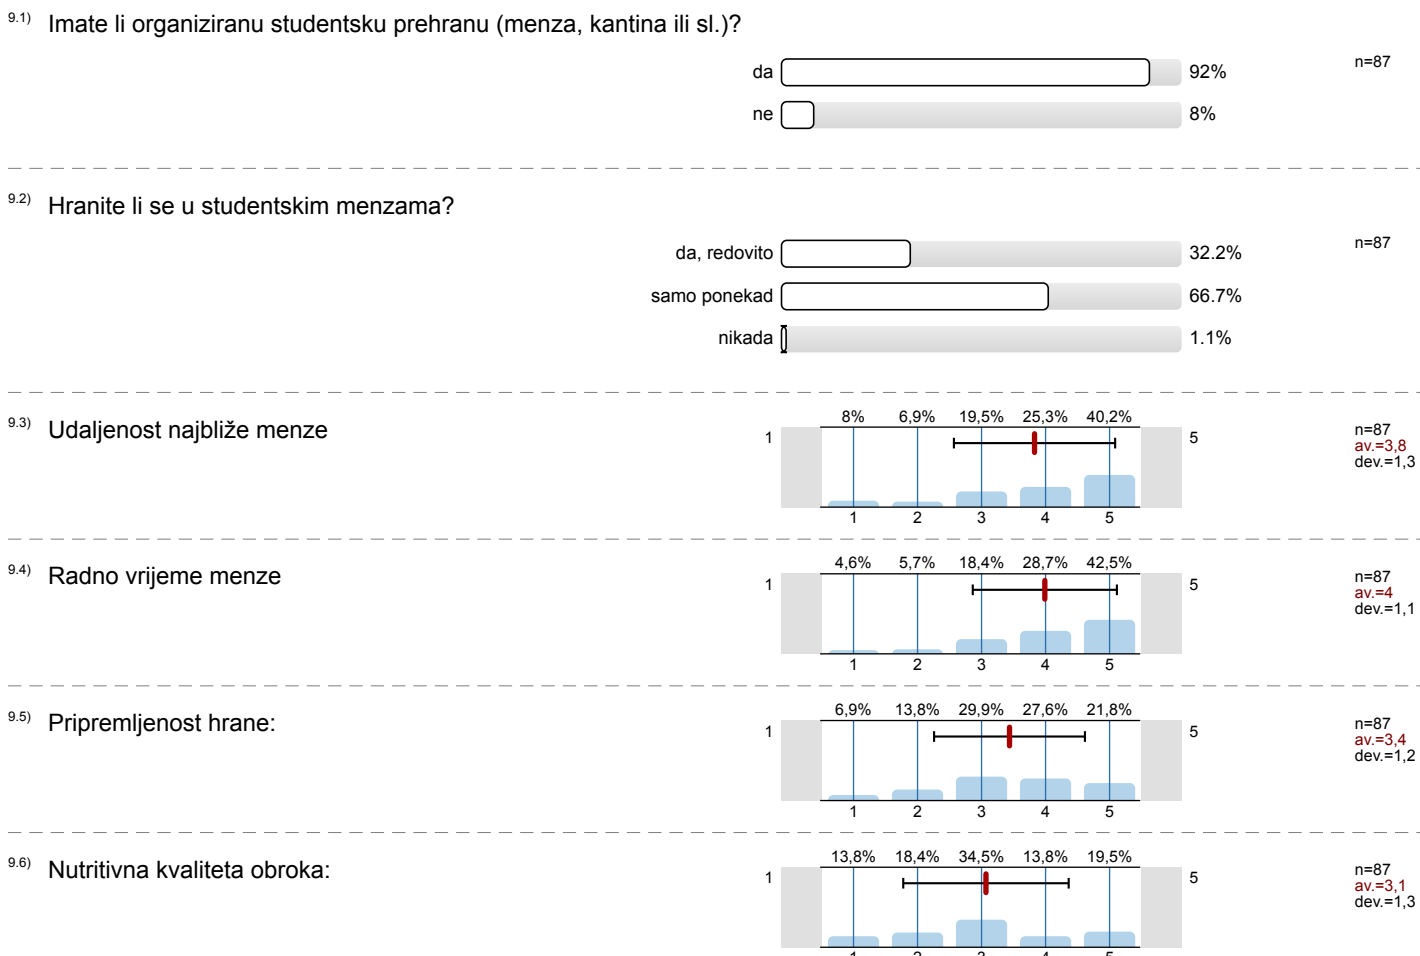 9.1) Imate li organiziranu studentsku prehranu (menza, kantina ili sl.)?
da 92% n=87
ne 8%
9.2) Hranite li se u studentskim menzama?
da, redovito 32.2% n=87
samo ponekad 66.7%
nikada 1.1%
9.3) Udaljenost najbliže menze
8% 6,9% 19,5% 25,3% 40,2%
1 5
n=87
av.=3,8
dev.=1,3
1 2 3 4 5
9.4) Radno vrijeme menze
4,6% 5,7% 18,4% 28,7% 42,5%
1 5
n=87
av.=4
dev.=1,1
1 2 3 4 5
9.5) Pripremljenost hrane:
6,9% 13,8% 29,9% 27,6% 21,8%
1 5
n=87
av.=3,4
dev.=1,2
1 2 3 4 5
9.6) Nutritivna kvaliteta obroka:
13,8% 18,4% 34,5% 13,8% 19,5%
1 5
n=87
av.=3,1
dev.=1,3
1 2 3 4 5